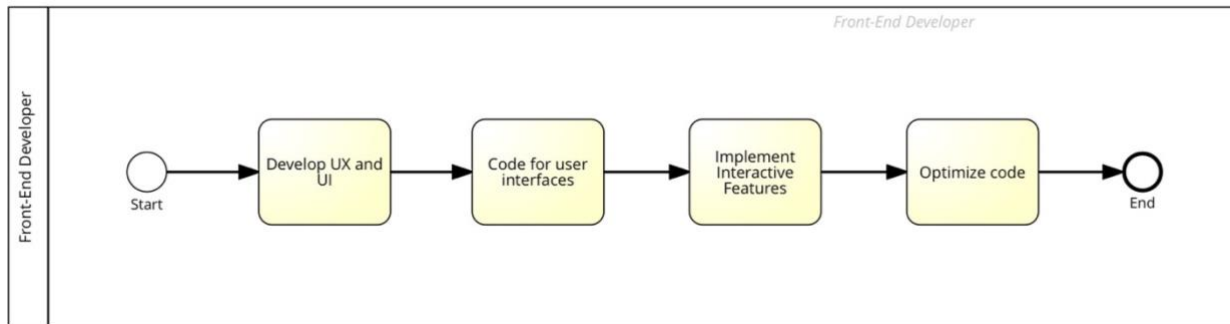 Front-End Developer
Front-End Developer
Start
Develop UX and
UI
Code for user
interfaces
Implement
Interactive
Features
Optimize code
End